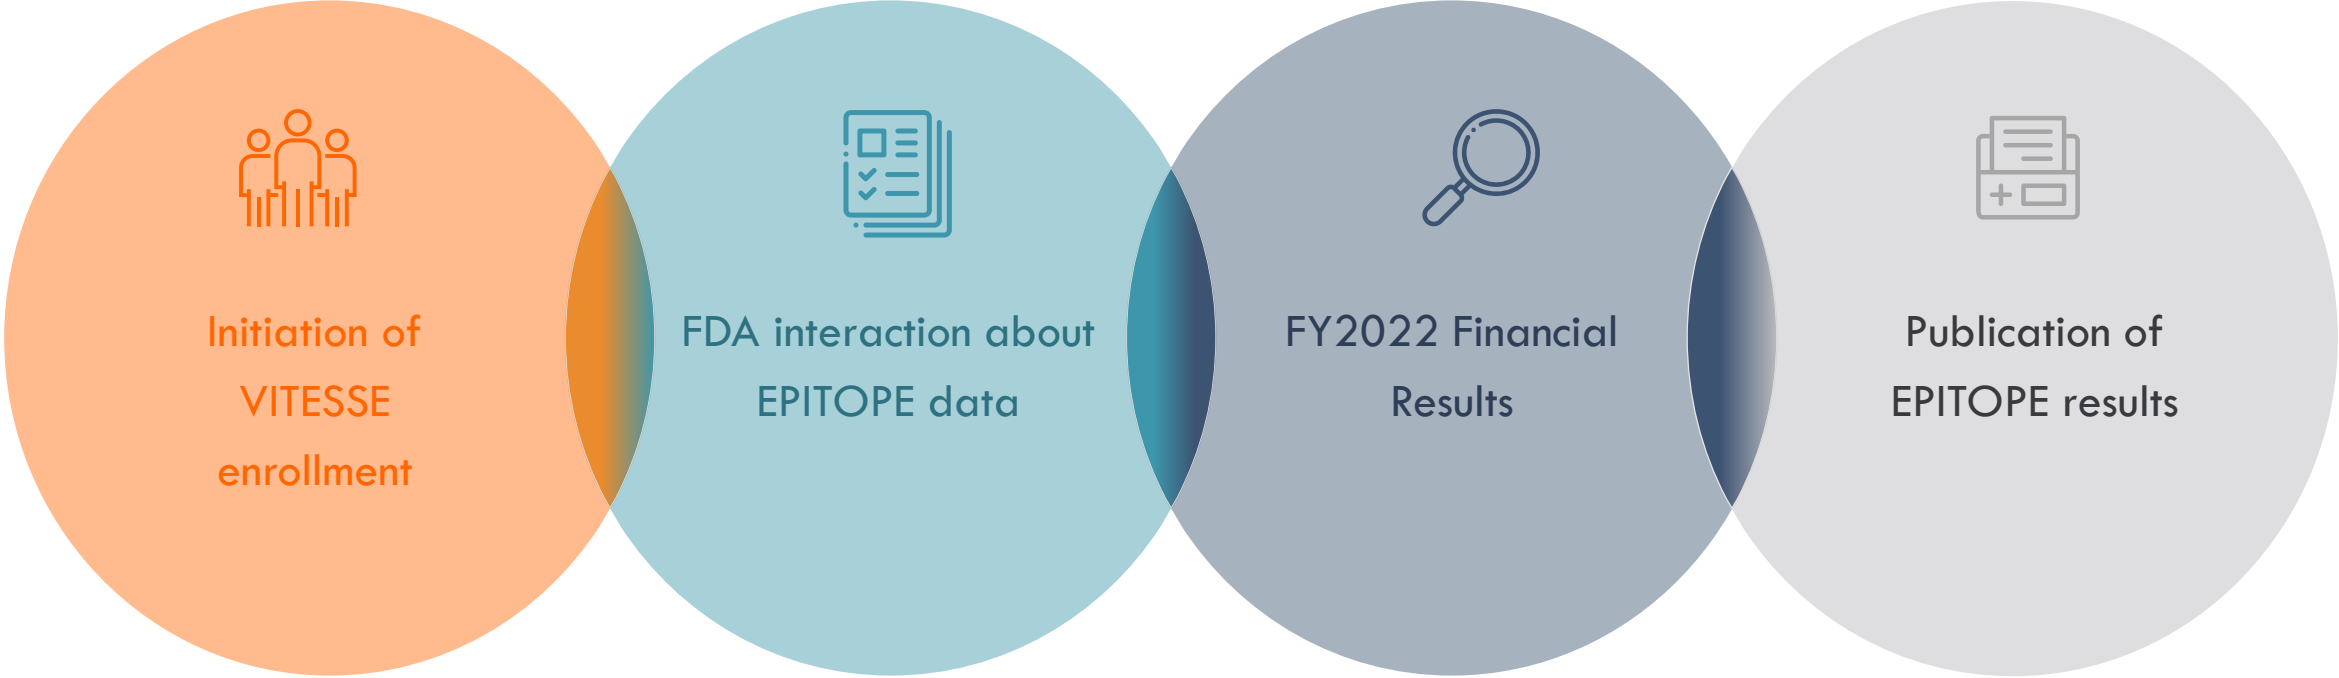 Initiation of
VITESSE
enrollment
FDA interaction about
EPITOPE data
FY2022 Financial
Results
Publication of
EPITOPE results